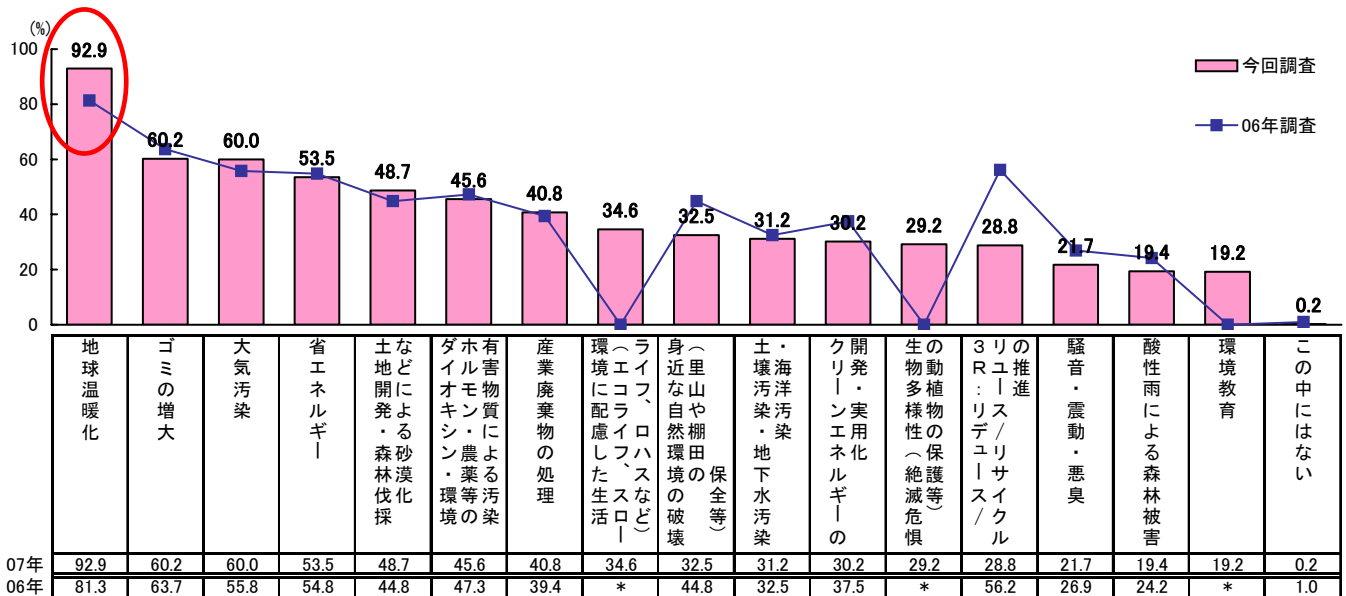 (%)
100
80
60
40
20
0
92.9
60.2
60.0
53.5
48.7
45.6
40.8
34.6
32.5
31.2
30.2
29.2
28.8
21.7
19.4
19.2
0.2
今回調査
06年調査
地球温暖化
ゴミの増大
大気汚染
省エネルギー
土地開発・森林伐採
などによる砂漠化
ダイオキシン・環境
ホルモン・農薬等の
有害物質による汚染
産業廃棄物の処理
環境に配慮した生活
(エコライフ、スロー
ライフ、ロハスなど)
身近な自然環境の破壊
(里山や棚田の
保全等)
土壌汚染・地下水汚染
・海洋汚染
クリーンエネルギーの
開発・実用化
生物多様性(絶滅危惧
の動植物の保護等)
3R:リデュース/
リユース/リサイクル
の推進
騒音・震動・悪臭
酸性雨による森林被害
環境教育
この中にはない
07年 92.9 60.2 60.0 53.5 48.7 45.6 40.8 34.6 32.5 31.2 30.2 29.2 28.8 21.7 19.4 19.2 0.2
06年 81.3 63.7 55.8 54.8 44.8 47.3 39.4 * 44.8 32.5 37.5 * 56.2 26.9 24.2 * 1.0